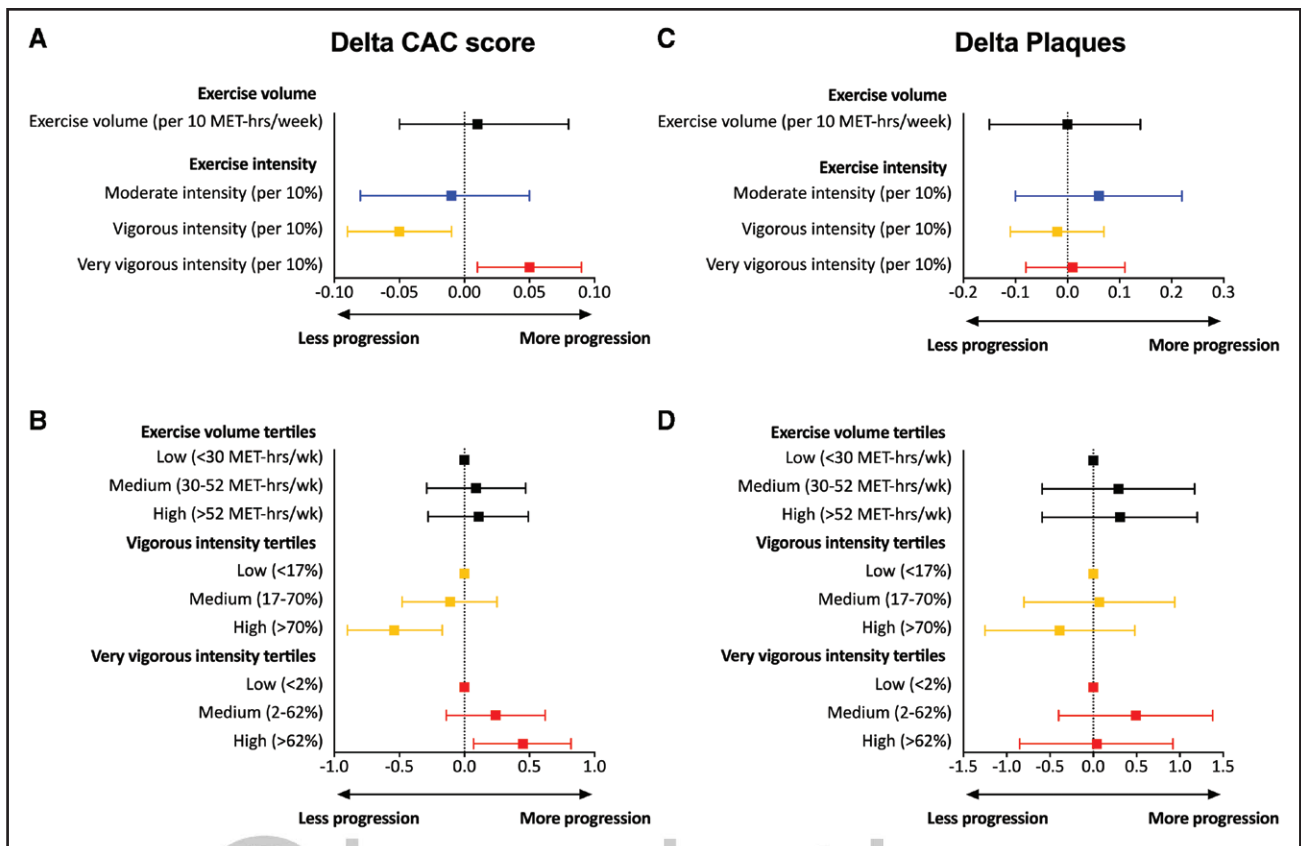 A
Delta CAC score
Exercise volume
Exercise volume (per 10 MET-hrs/week)
Exercise intensity
Moderate intensity (per 10%)
Vigorous intensity (per 10%)
Very vigorous intensity (per 10%)
-0.10 -0.05 0.00 0.05 0.10
Less progression More progression
C
Delta Plaques
Exercise volume
Exercise volume (per 10 MET-hrs/week)
Exercise intensity
Moderate intensity (per 10%)
Vigorous intensity (per 10%)
Very vigorous intensity (per 10%)
-0.2 -0.1 0.0 0.1 0.2 0.3
Less progression More progression
B
Exercise volume tertiles
Low (<30 MET-hrs/wk)
Medium (30-52 MET-hrs/wk)
High (>52 MET-hrs/wk)
Vigorous intensity tertiles
Low (<17%)
Medium (17-70%)
High (>70%)
Very vigorous intensity tertiles
Low (<2%)
Medium (2-62%)
High (>62%)
-1.0 -0.5 0.0 0.5 1.0
Less progression More progression
D
Exercise volume tertiles
Low (<30 MET-hrs/wk)
Medium (30-52 MET-hrs/wk)
High (>52 MET-hrs/wk)
Vigorous intensity tertiles
Low (<17%)
Medium (17-70%)
High (>70%)
Very vigorous intensity tertiles
Low (<2%)
Medium (2-62%)
High (>62%)
-1.5 -1.0 -0.5 0.0 0.5 1.0 1.5
Less progression More progression